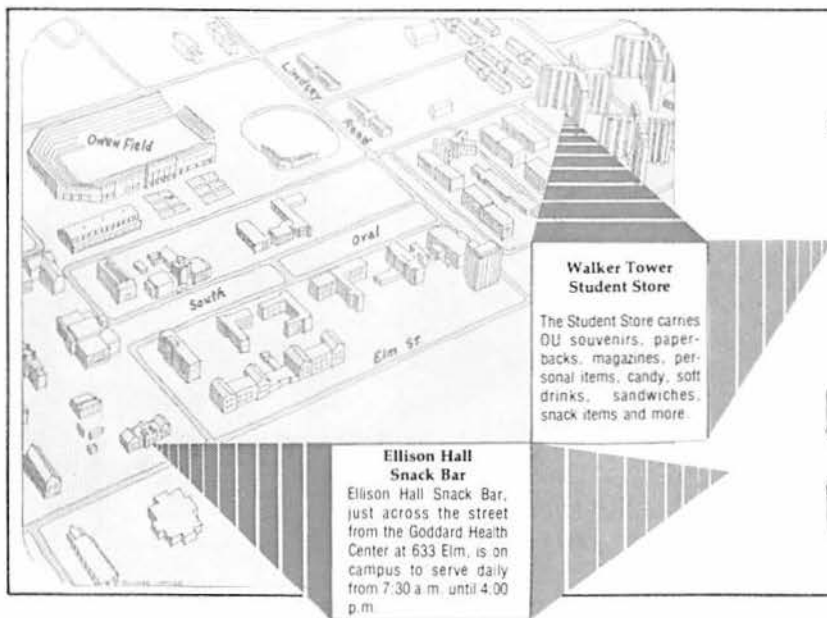 Lindsey
Road
Owen Field
Oval
South
Elm St.
Walker Tower
Student Store
The Student Store carries
OU souvenirs, paper-
backs, magazines, per-
sonal items, candy, soft
drinks, sandwiches,
snack items and more.
Ellison Hall
Snack Bar
Ellison Hall Snack Bar,
just across the street
from the Goddard Health
Center at 633 Elm, is on
campus to serve daily
from 7:30 a.m. until 4:00
p.m.